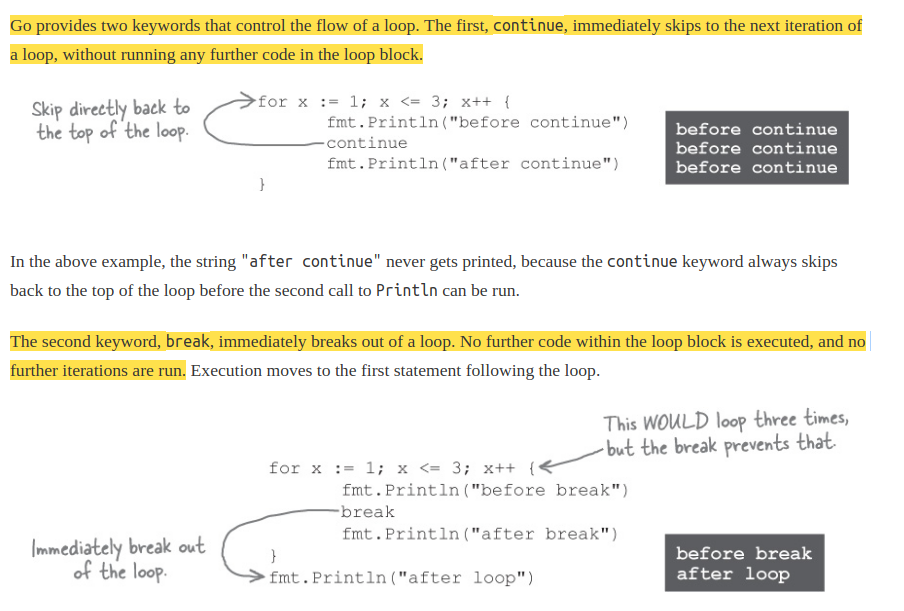 Go provides two keywords that control the flow of a loop. The first, continue, immediately skips to the next iteration of
a loop, without running any further code in the loop block.
Skip directly back to
the top of the loop.
for x := 1; x <= 3; x++ {
fmt.Println("before continue")
continue
fmt.Println("after continue")
}
before continue
before continue
before continue
In the above example, the string "after continue" never gets printed, because the continue keyword always skips
back to the top of the loop before the second call to Println can be run.
The second keyword, break, immediately breaks out of a loop. No further code within the loop block is executed, and no
further iterations are run. Execution moves to the first statement following the loop.
This WOULD loop three times,
but the break prevents that.
for x := 1; x <= 3; x++ {
fmt.Println("before break")
break
fmt.Println("after break")
}
fmt.Println("after loop")
Immediately break out
of the loop.
before break
after loop